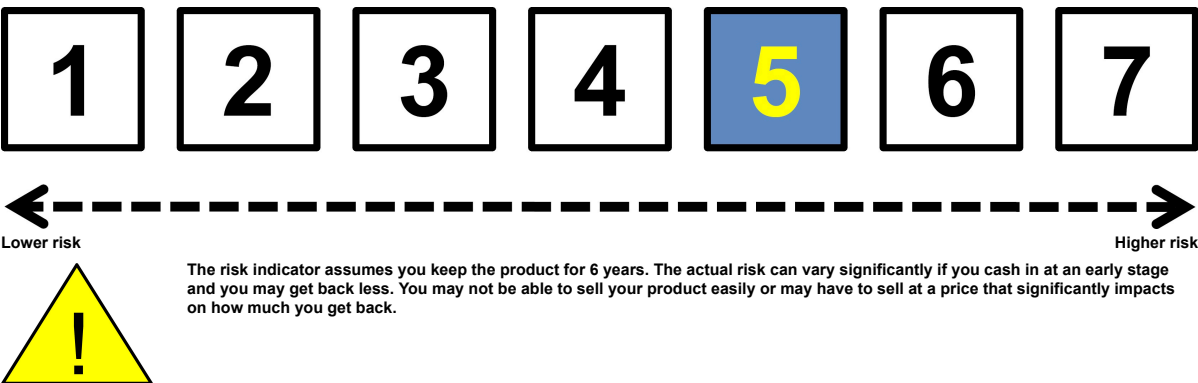 1 2 3 4 5 6 7
Lower risk Higher risk
The risk indicator assumes you keep the product for 6 years. The actual risk can vary significantly if you cash in at an early stage
and you may get back less. You may not be able to sell your product easily or may have to sell at a price that significantly impacts
on how much you get back.
!